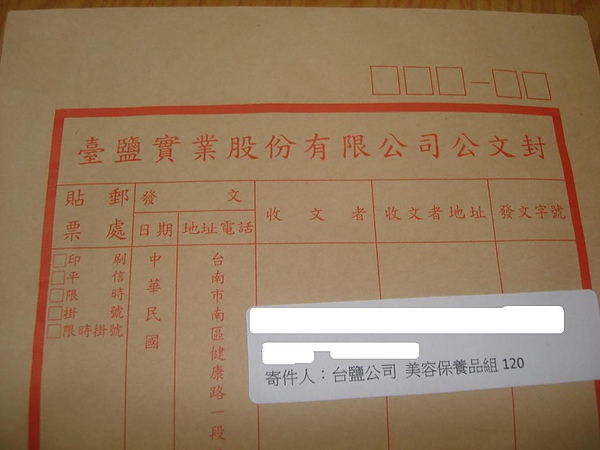 臺鹽實業股份有限公司公文封
貼郵票處
發文
日期
地址電話
收文者
收文者地址
發文字號
□印刷
□平信
□限時
□掛號
□限時掛號
中華民國
台南市南區健康路一段
寄件人：台鹽公司 美容保養品組 120